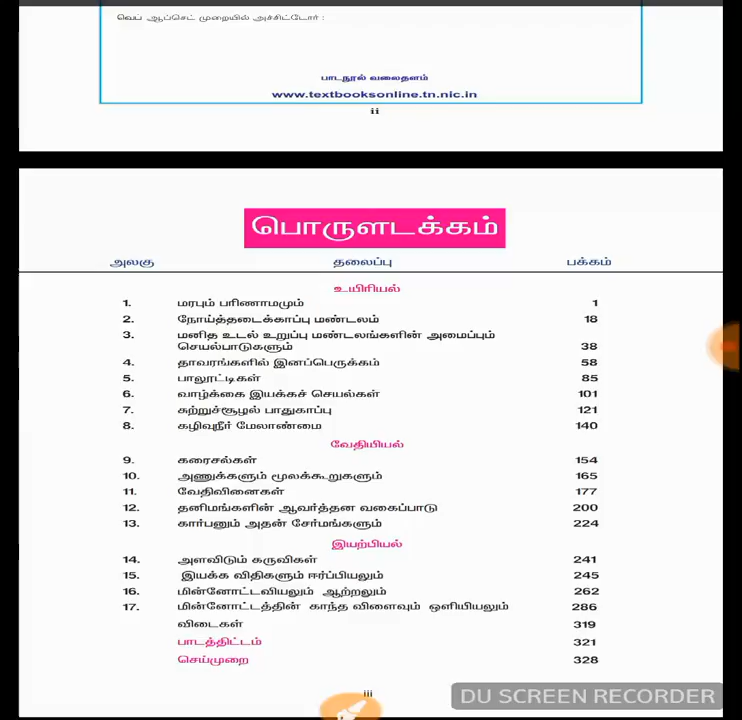 வெப் ஆப்செட் முறையில் அச்சிட்டோர் :
பாடநூல் வலைதளம்
www.textbooksonline.tn.nic.in
ii
பொருளடக்கம்
அலகு தலைப்பு பக்கம்
உயிரியல்
1. மரபும் பரிணாமமும் 1
2. நோய்த்தடைக்காப்பு மண்டலம் 18
3. மனித உடல் உறுப்பு மண்டலங்களின் அமைப்பும்
செயல்பாடுகளும் 38
4. தாவரங்களில் இனப்பெருக்கம் 58
5. பாலூட்டிகள் 85
6. வாழ்க்கை இயக்கச் செயல்கள் 101
7. சுற்றுச்சூழல் பாதுகாப்பு 121
8. கழிவுநீர் மேலாண்மை 140
வேதியியல்
9. கரைசல்கள் 154
10. அணுக்களும் மூலக்கூறுகளும் 165
11. வேதிவினைகள் 177
12. தனிமங்களின் ஆவர்த்தன வகைப்பாடு 200
13. கார்பனும் அதன் சேர்மங்களும் 224
இயற்பியல்
14. அளவிடும் கருவிகள் 241
15. இயக்க விதிகளும் ஈர்ப்பியலும் 245
16. மின்னோட்டவியலும் ஆற்றலும் 262
17. மின்னோட்டத்தின் காந்த விளைவும் ஒளியியலும் 286
விடைகள் 319
பாடத்திட்டம் 321
செய்முறை 328
iii
DU SCREEN RECORDER